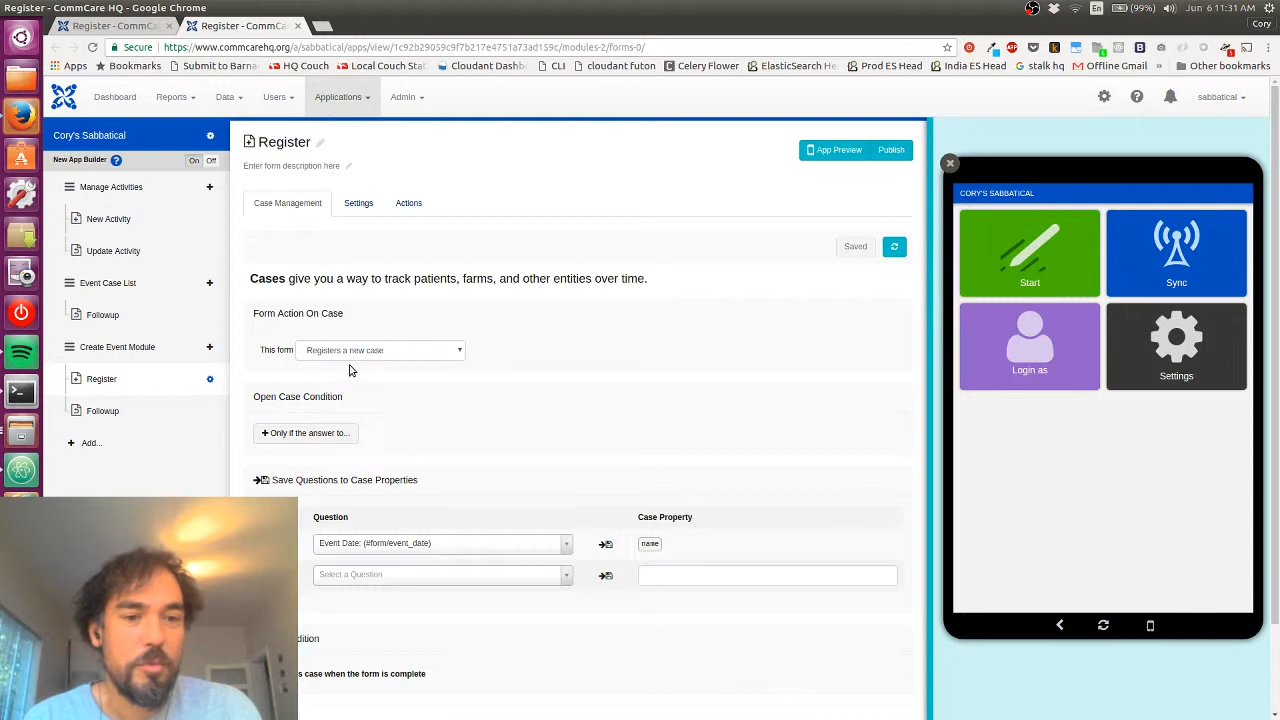 Register - CommCare HQ - Google Chrome
En (99%) Jun 6 11:31 AM Cory
Register - CommCare
Register - CommCare H
Cory
Secure https://www.commcarehq.org/a/sabbatical/apps/view/1c92b29059c9f7b217e4751a73ad159c/modules-2/forms-0/
Apps Bookmarks Submit to Barna HQ Couch Local Couch Stat Cloudant Dashb CLI cloudant futon Celery Flower ElasticSearch Hea Prod ES Head India ES Head stalk hq Offline Gmail » Other bookmarks
Dashboard Reports Data Users Applications Admin sabbatical
Cory's Sabbatical
New App Builder ? On Off
Manage Activities +
New Activity
Update Activity
Event Case List +
Followup
Create Event Module +
Register
Followup
+ Add...
Register
Enter form description here
App Preview Publish
Case Management Settings Actions
Saved
Cases give you a way to track patients, farms, and other entities over time.
Form Action On Case
This form Registers a new case
Open Case Condition
+ Only if the answer to...
Save Questions to Case Properties
Question Case Property
Event Date: (#form/event_date) name
Select a Question
dition
s case when the form is complete
CORY'S SABBATICAL
Start Sync
Login as Settings